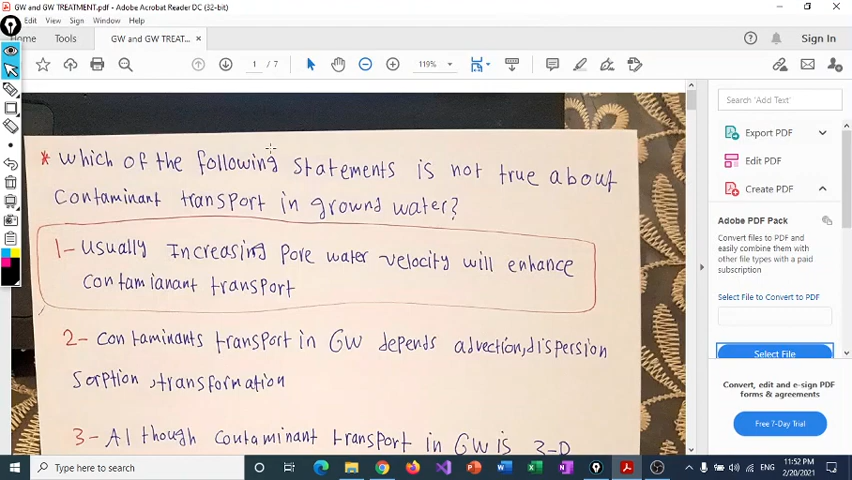 GW and GW TREATMENT.pdf - Adobe Acrobat Reader DC (32-bit)
Edit View Sign Window Help
Home Tools GW and GW TREAT... × Sign In
1 / 7 119%
* Which of the following statements is not true about
Contaminant transport in ground water?
1- Usually Increasing pore water velocity will enhance
contamianant transport
2- contaminants transport in GW depends advection,dispersion
sorption ,transformation
3- Al though contaminant transport in GW is 3-D
Search 'Add Text'
Export PDF
Edit PDF
Create PDF
Adobe PDF Pack
Convert files to PDF and
easily combine them with
other file types with a paid
subscription
Select File to Convert to PDF
Select File
Convert, edit and e-sign PDF
forms & agreements
Free 7-Day Trial
Type here to search
ENG
11:52 PM
2/20/2021